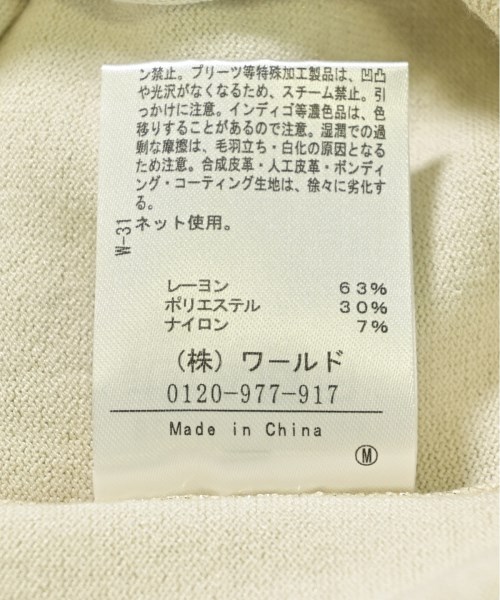 ン禁止。プリーツ等特殊加工製品は、凹凸
や光沢がなくなるため、スチーム禁止。引
っかけに注意。インディゴ等濃色品は、色
移りすることがあるので注意。湿潤での過
剰な摩擦は、毛羽立ち・白化の原因となる
ため注意。合成皮革・人工皮革・ボンディ
ング・コーティング生地は、徐々に劣化す
る。
ネット使用。
W-31
レーヨン 63%
ポリエステル 30%
ナイロン 7%
(株)ワールド
0120-977-917
Made in China
M